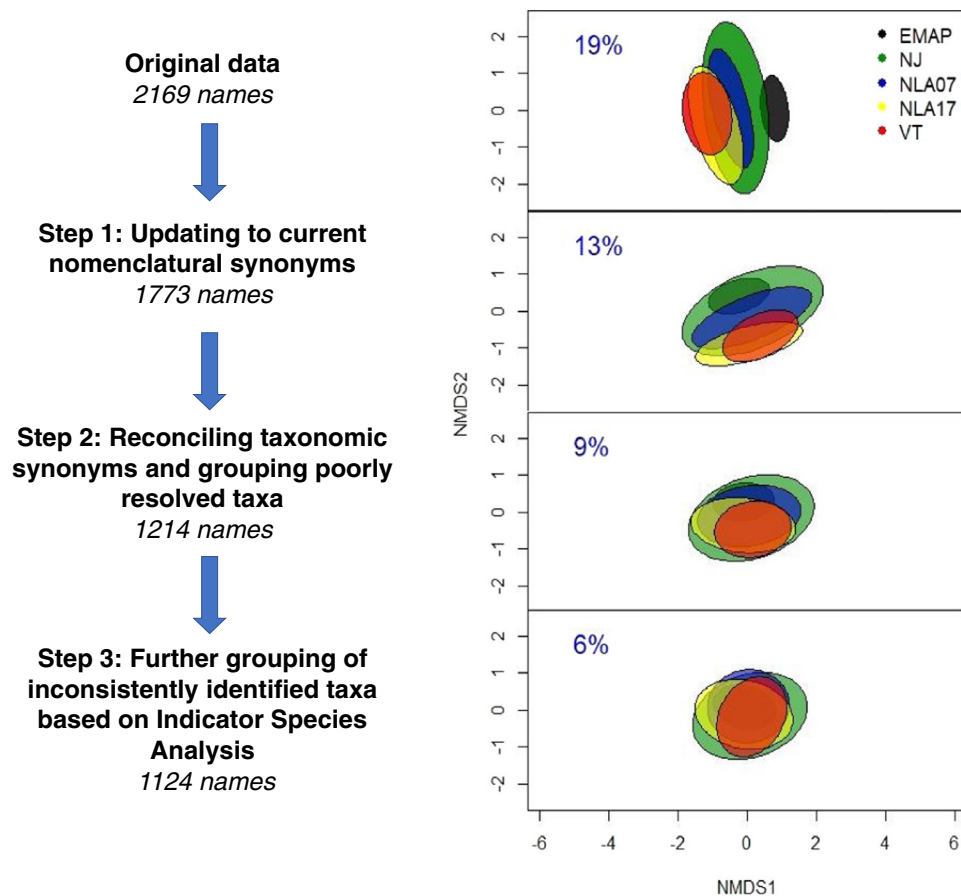 Original data
2169 names
Step 1: Updating to current
nomenclatural synonyms
1773 names
Step 2: Reconciling taxonomic
synonyms and grouping poorly
resolved taxa
1214 names
Step 3: Further grouping of
inconsistently identified taxa
based on Indicator Species
Analysis
1124 names
19%
EMAP
NJ
NLA07
NLA17
VT
2
1
0
-1
-2
13%
2
1
0
-1
-2
9%
2
1
0
-1
-2
6%
2
1
0
-1
-2
NMDS2
-6 -4 -2 0 2 4 6
NMDS1